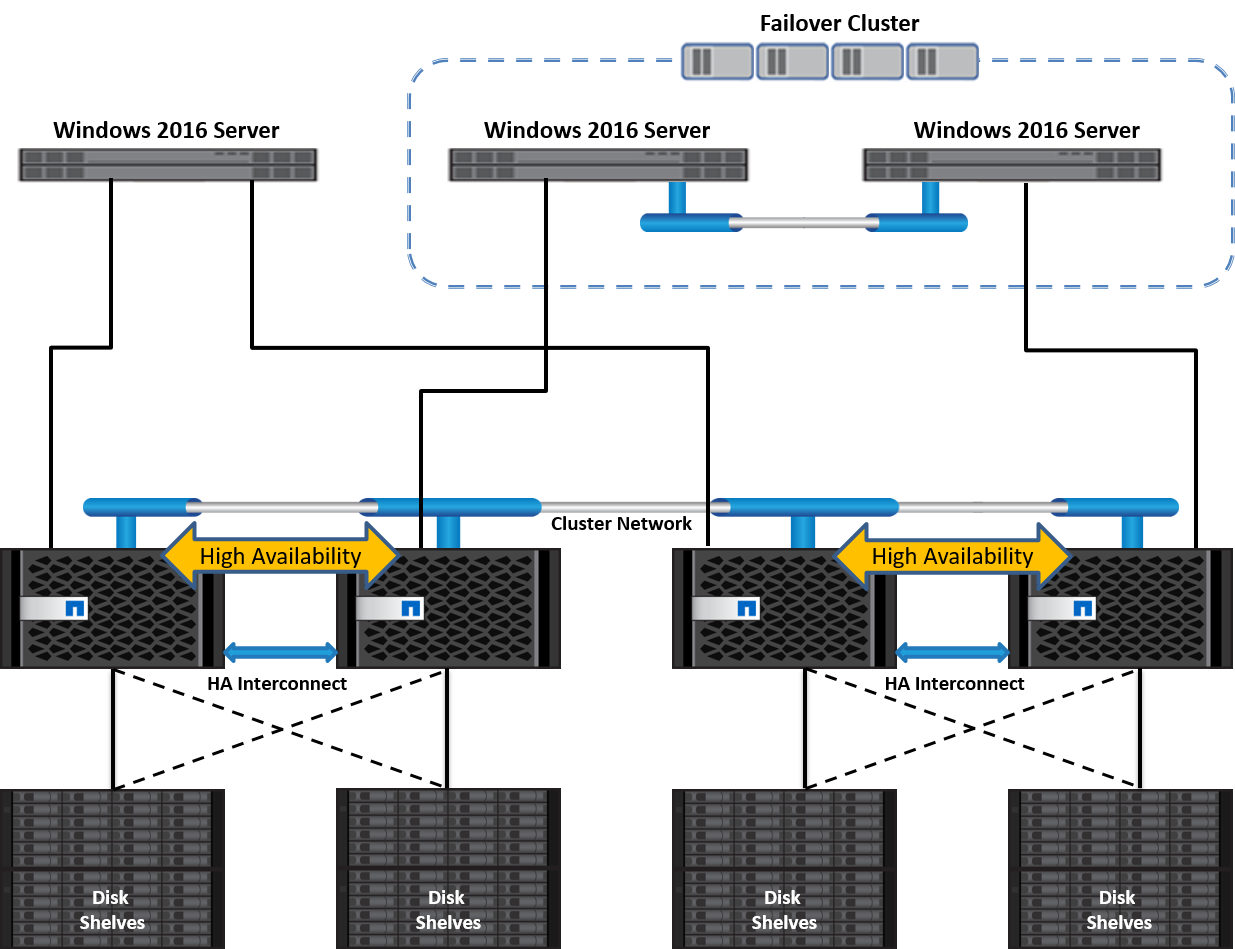 Failover Cluster
Windows 2016 Server
Windows 2016 Server
Windows 2016 Server
Cluster Network
High Availability
High Availability
HA Interconnect
HA Interconnect
Disk
Shelves
Disk
Shelves
Disk
Shelves
Disk
Shelves